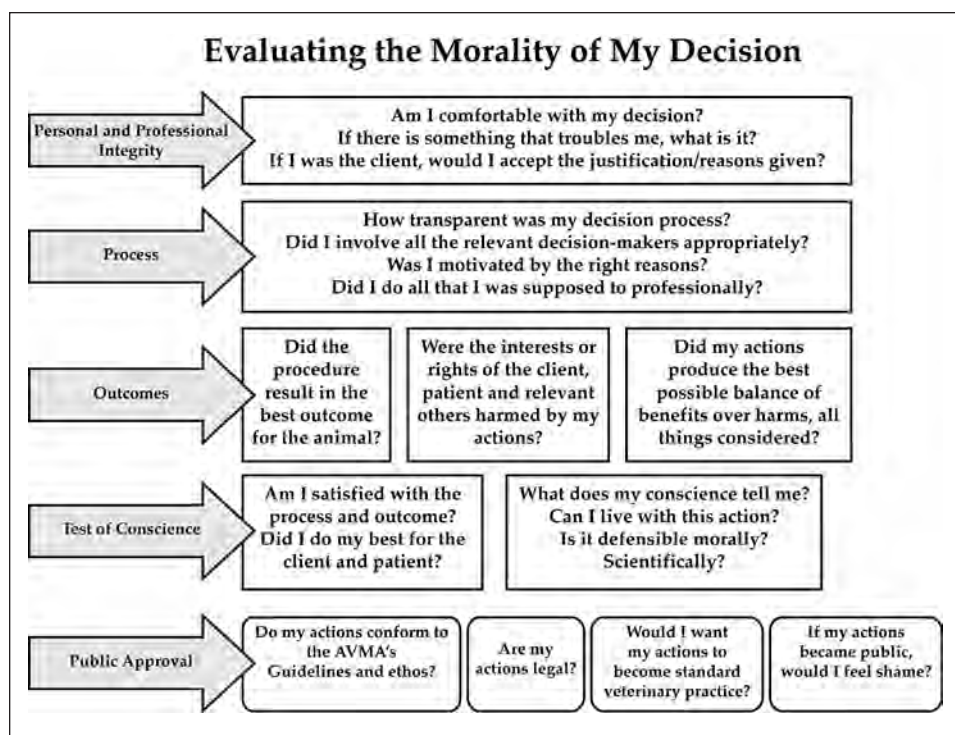 Evaluating the Morality of My Decision
Personal and Professional
Integrity
Am I comfortable with my decision?
If there is something that troubles me, what is it?
If I was the client, would I accept the justification/reasons given?
Process
How transparent was my decision process?
Did I involve all the relevant decision-makers appropriately?
Was I motivated by the right reasons?
Did I do all that I was supposed to professionally?
Outcomes
Did the
procedure
result in the
best outcome
for the animal?
Were the interests or
rights of the client,
patient and relevant
others harmed by my
actions?
Did my actions
produce the best
possible balance of
benefits over harms, all
things considered?
Test of Conscience
Am I satisfied with the
process and outcome?
Did I do my best for the
client and patient?
What does my conscience tell me?
Can I live with this action?
Is it defensible morally?
Scientifically?
Public Approval
Do my actions conform to
the AVMA's
Guidelines and ethos?
Are my
actions legal?
Would I want
my actions to
become standard
veterinary practice?
If my actions
became public,
would I feel shame?